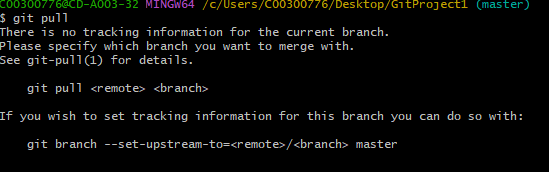 C00300776@CD-A003-32 MINGW64 /c/Users/C00300776/Desktop/GitProject1 (master)
$ git pull
There is no tracking information for the current branch.
Please specify which branch you want to merge with.
See git-pull(1) for details.
git pull <remote> <branch>
If you wish to set tracking information for this branch you can do so with:
git branch --set-upstream-to=<remote>/<branch> master